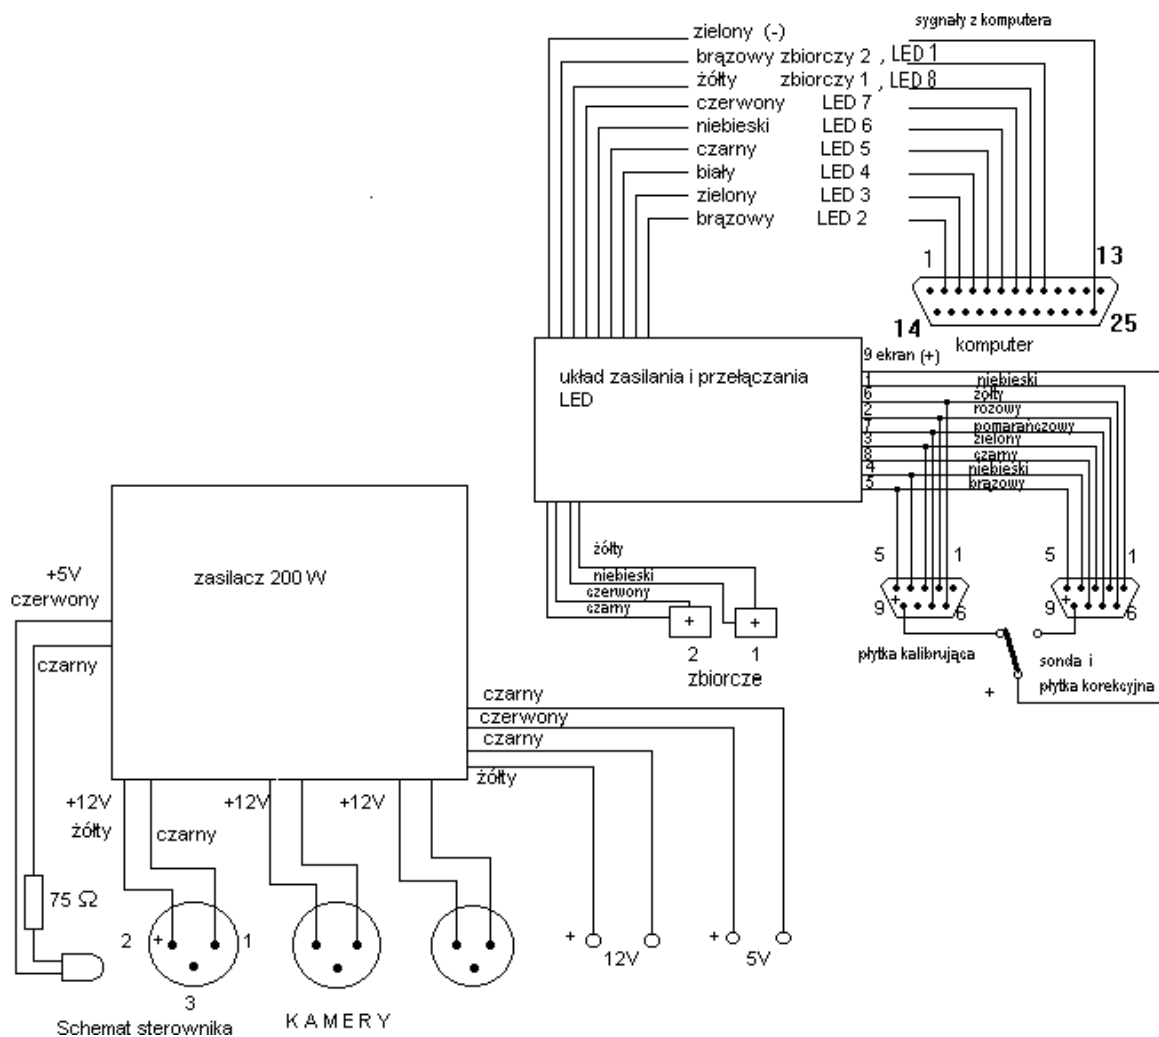 sygnały z komputera
zielony (-)
brązowy zbiorczy 2 , LED 1
żółty zbiorczy 1 , LED 8
czerwony LED 7
niebieski LED 6
czarny LED 5
biały LED 4
zielony LED 3
brązowy LED 2
1 13
14 25
komputer
układ zasilania i przełączania
LED
9 ekran (+)
1 niebieski
6 żółty
2 rożowy
7 pomarańczowy
3 zielony
8 czarny
4 niebieski
5 brązowy
żółty
niebieski
czerwony
czarny
+ +
2 1
zbiorcze
5 1 5 1
+ +
9 6 9 6
płytka kalibrująca
sonda i
płytka korekcyjna
+
zasilacz 200 W
+5V
czerwony
czarny
czarny
czerwony
czarny
żółty
+12V +12V +12V
żółty
czarny
75 Ω
2 + 1
3
+ 12V
+ 5V
Schemat sterownika
KAMERY